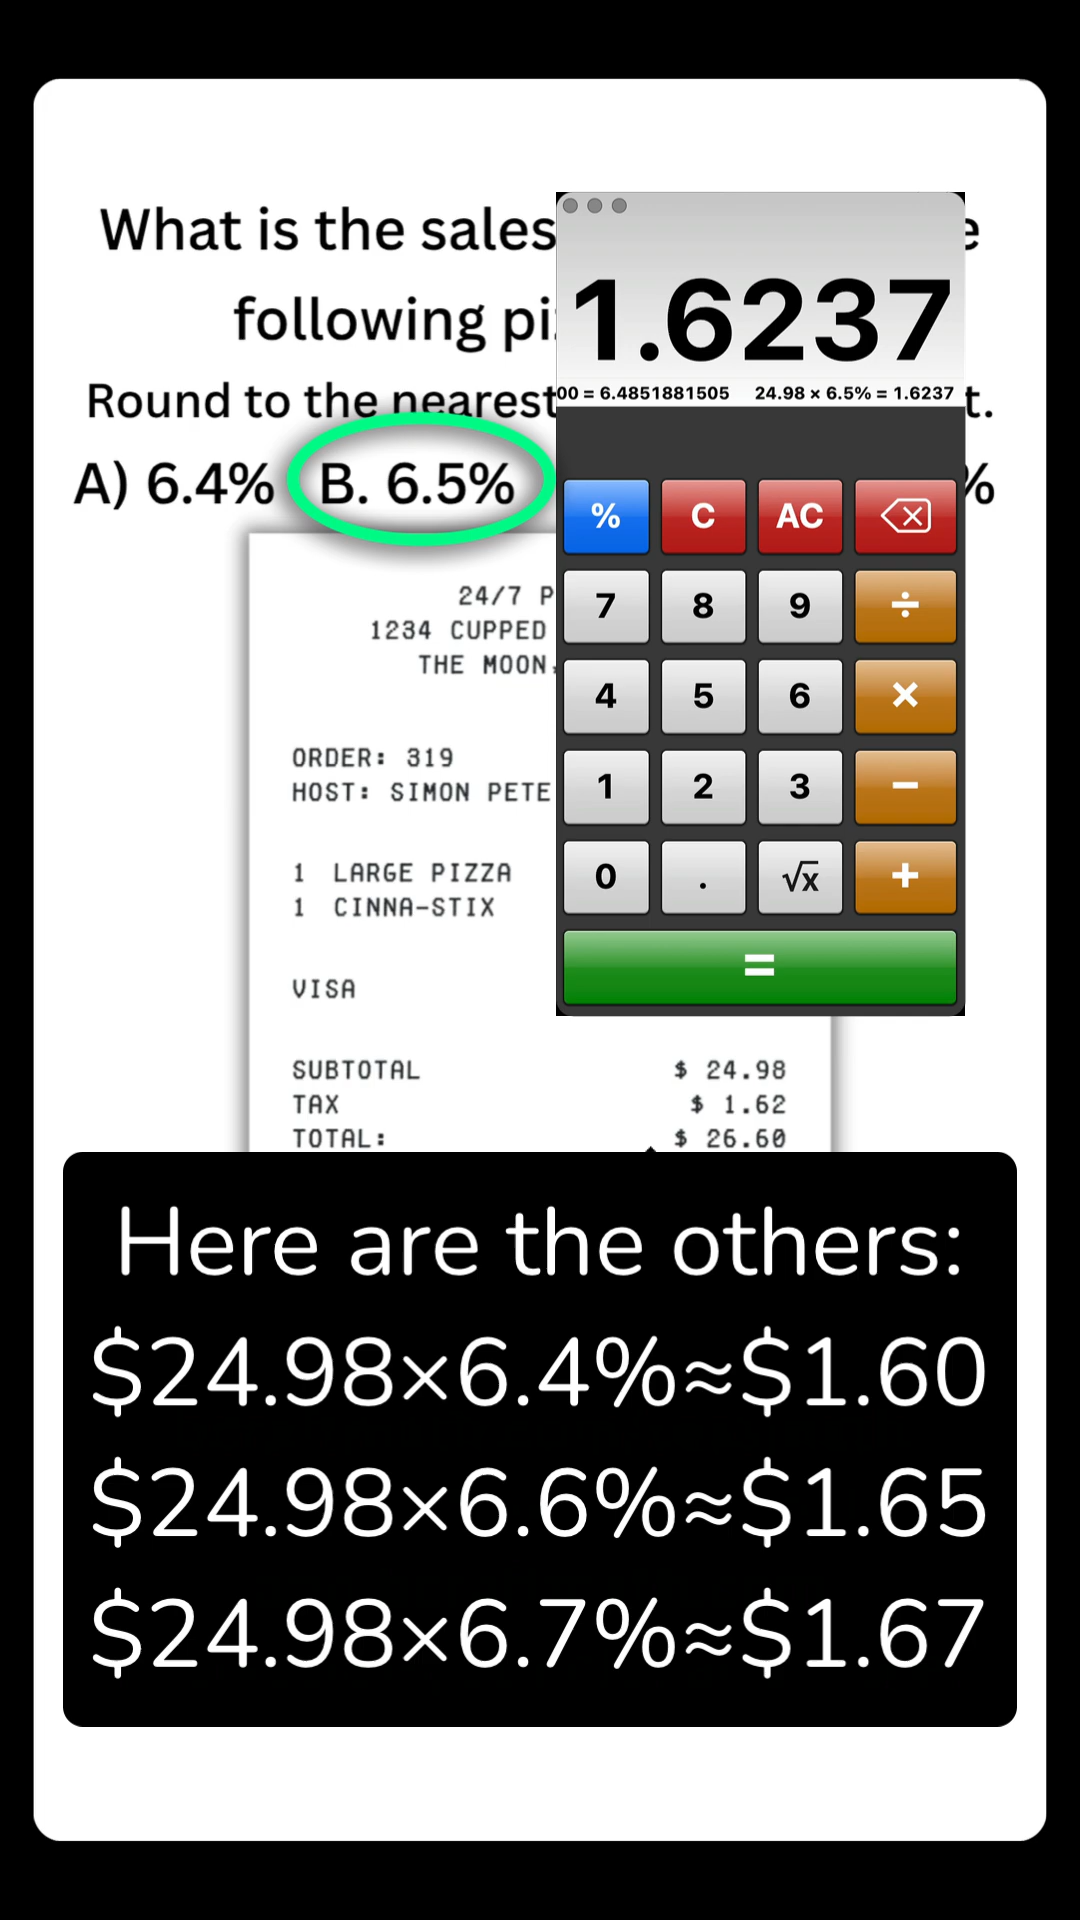 What is the sales e
following pi
Round to the nearest t.
A) 6.4% B. 6.5% %
1.6237
00 = 6.4851881505 24.98 × 6.5% = 1.6237
% C AC
7 8 9 ÷
4 5 6 ×
1 2 3 −
0 . √x +
=
24/7 P
1234 CUPPED
THE MOON,
ORDER: 319
HOST: SIMON PETE
1 LARGE PIZZA
1 CINNA-STIX
VISA
SUBTOTAL $ 24.98
TAX $ 1.62
TOTAL: $ 26.60
Here are the others:
$24.98×6.4%≈$1.60
$24.98×6.6%≈$1.65
$24.98×6.7%≈$1.67